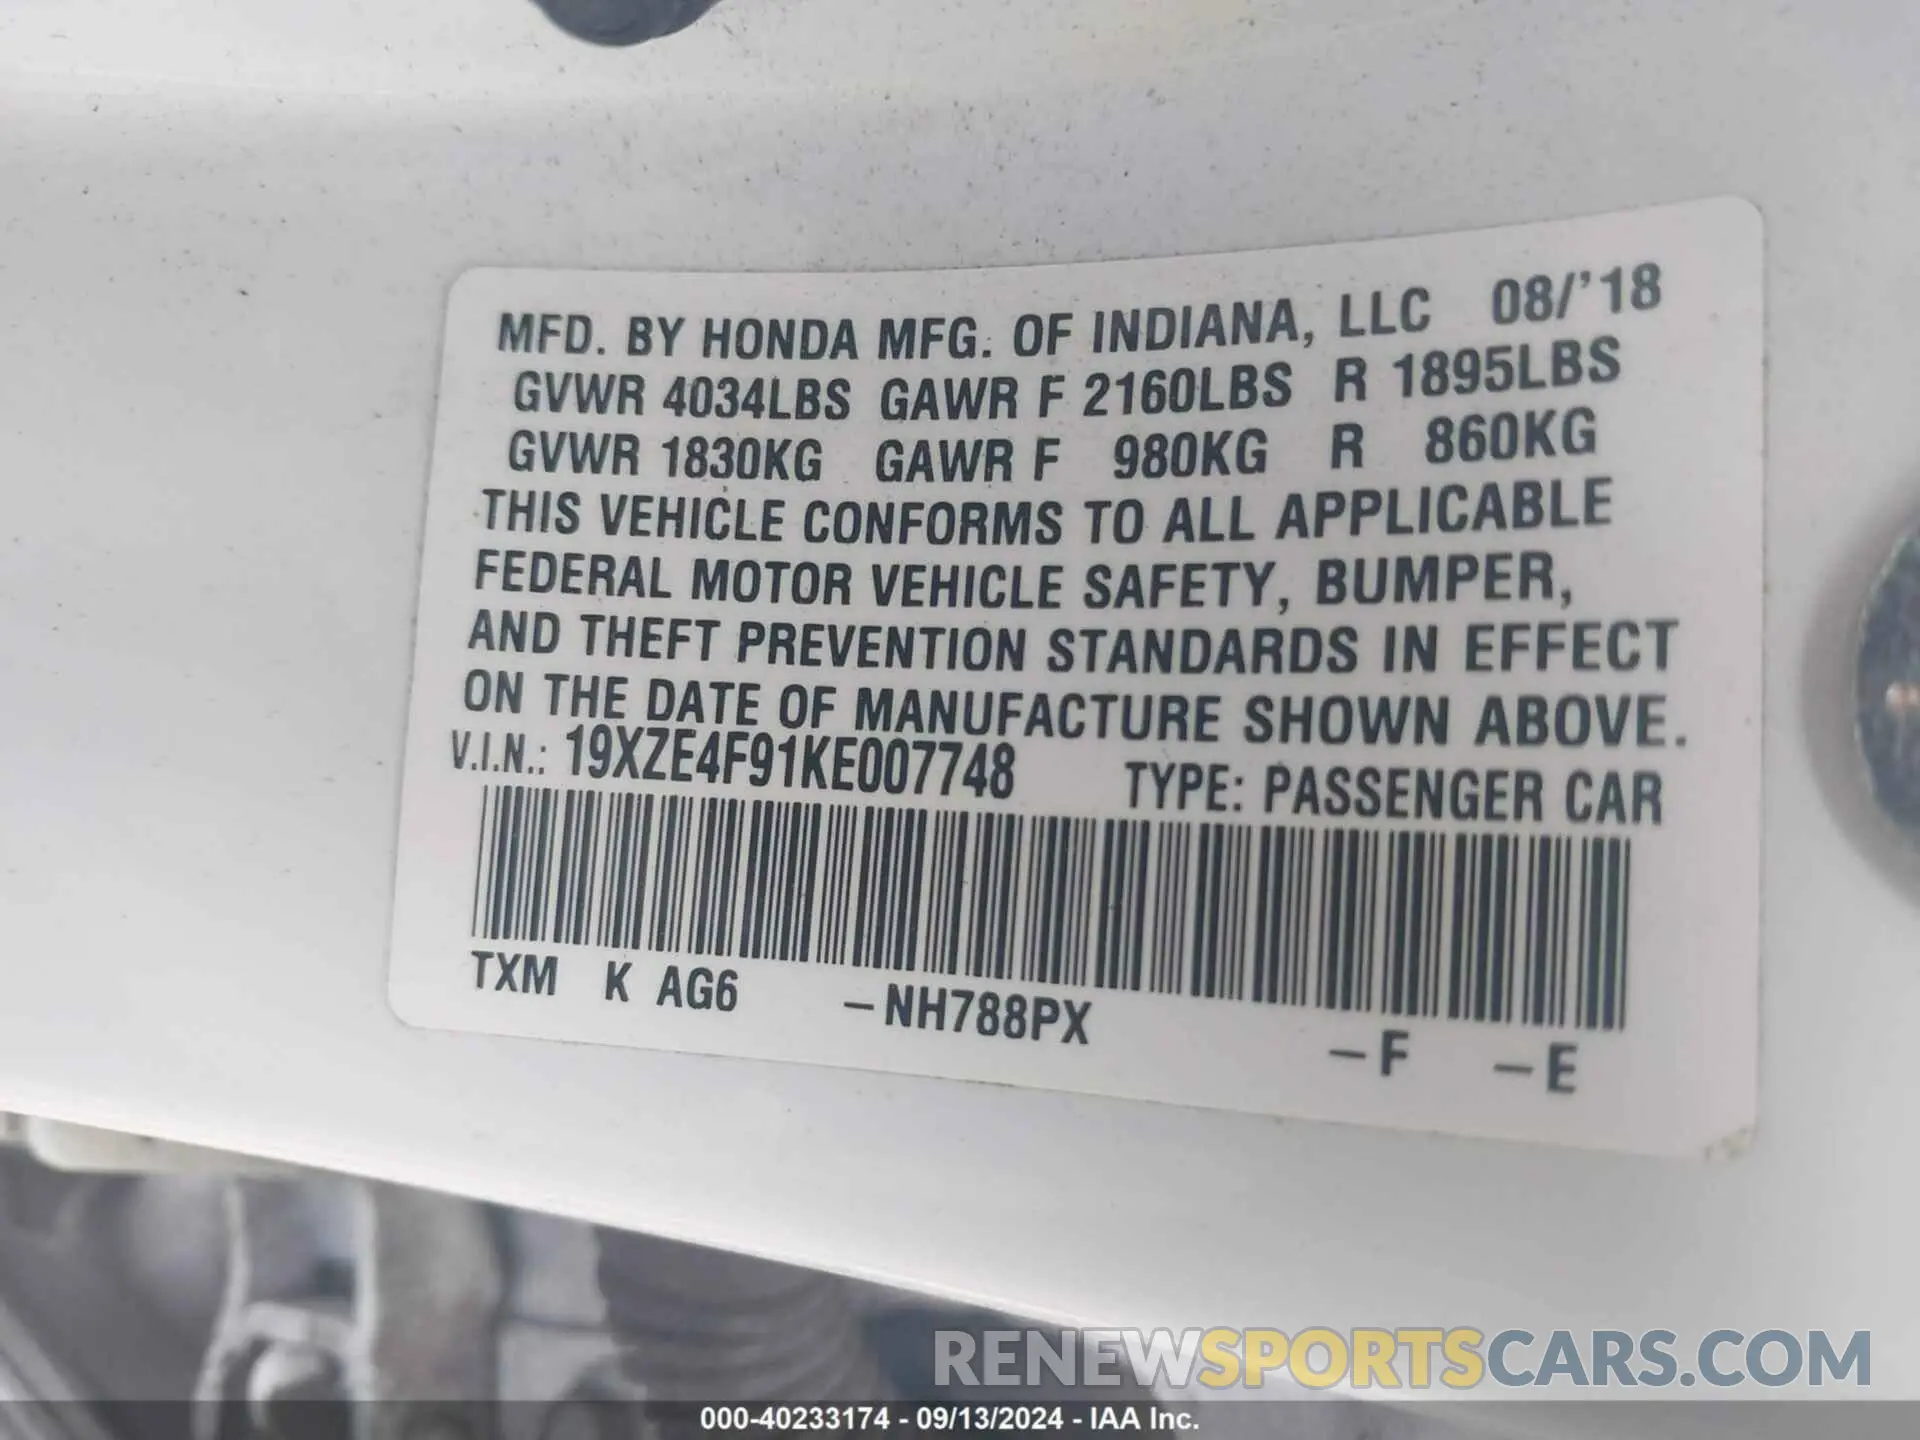 MFD. BY HONDA MFG. OF INDIANA, LLC 08/'18
GVWR 4034LBS GAWR F 2160LBS R 1895LBS
GVWR 1830KG GAWR F 980KG R 860KG
THIS VEHICLE CONFORMS TO ALL APPLICABLE
FEDERAL MOTOR VEHICLE SAFETY, BUMPER,
AND THEFT PREVENTION STANDARDS IN EFFECT
ON THE DATE OF MANUFACTURE SHOWN ABOVE.
V.I.N.: 19XZE4F91KE007748 TYPE: PASSENGER CAR
TXM K AG6 -NH788PX -F -E
RENEWSPORTSCARS.COM
000-40233174 - 09/13/2024 - IAA Inc.